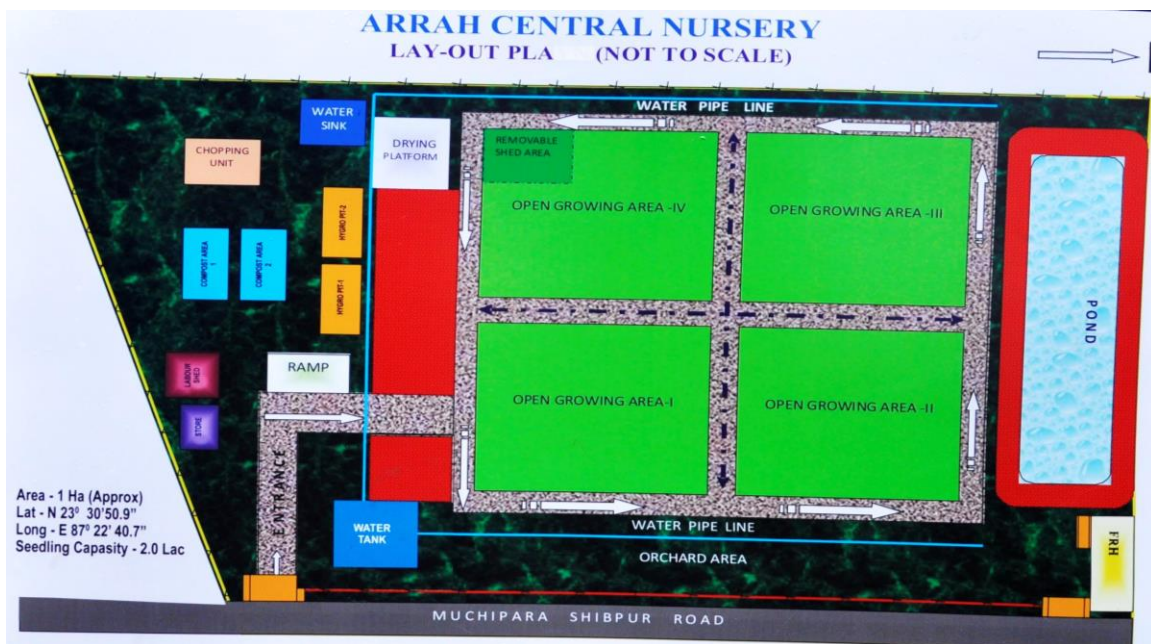 ARRAH CENTRAL NURSERY
LAY-OUT PLA (NOT TO SCALE)
WATER PIPE LINE
WATER
SINK
DRYING
PLATFORM
REMOVABLE
SHED AREA
CHOPPING
UNIT
OPEN GROWING AREA -IV
OPEN GROWING AREA -III
HYGRO PIT-2
COMPOST AREA
1
COMPOST AREA
2
HYGRO PIT-1
POND
LABOUR
SHED
RAMP
STORE
OPEN GROWING AREA-I
OPEN GROWING AREA -II
ENTRANCE
Area - 1 Ha (Approx)
Lat - N 23⁰ 30'50.9"
Long - E 87⁰ 22' 40.7"
Seedling Capasity - 2.0 Lac
WATER
TANK
WATER PIPE LINE
ORCHARD AREA
FRH
MUCHIPARA SHIBPUR ROAD